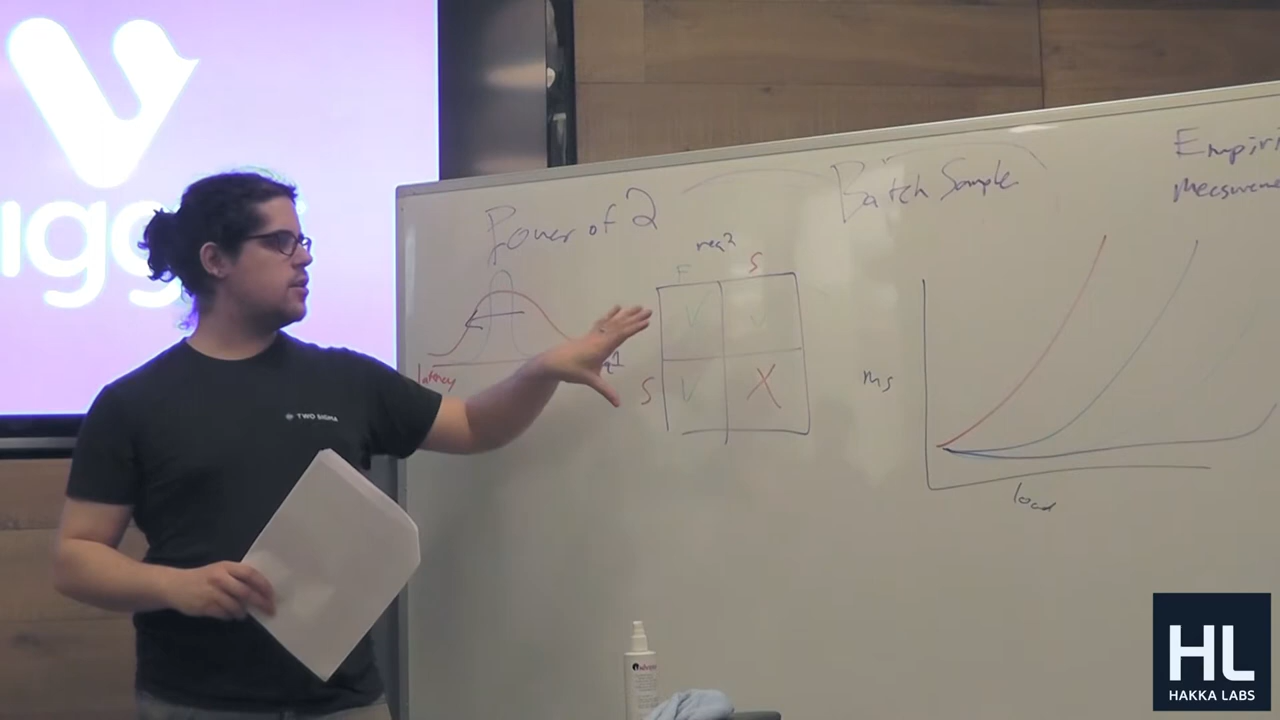 Power of 2
Batch Sample
Empiri
measureme
req2
F S
latency
S
X
ms
load
TWO SIGMA
HL
HAKKA LABS